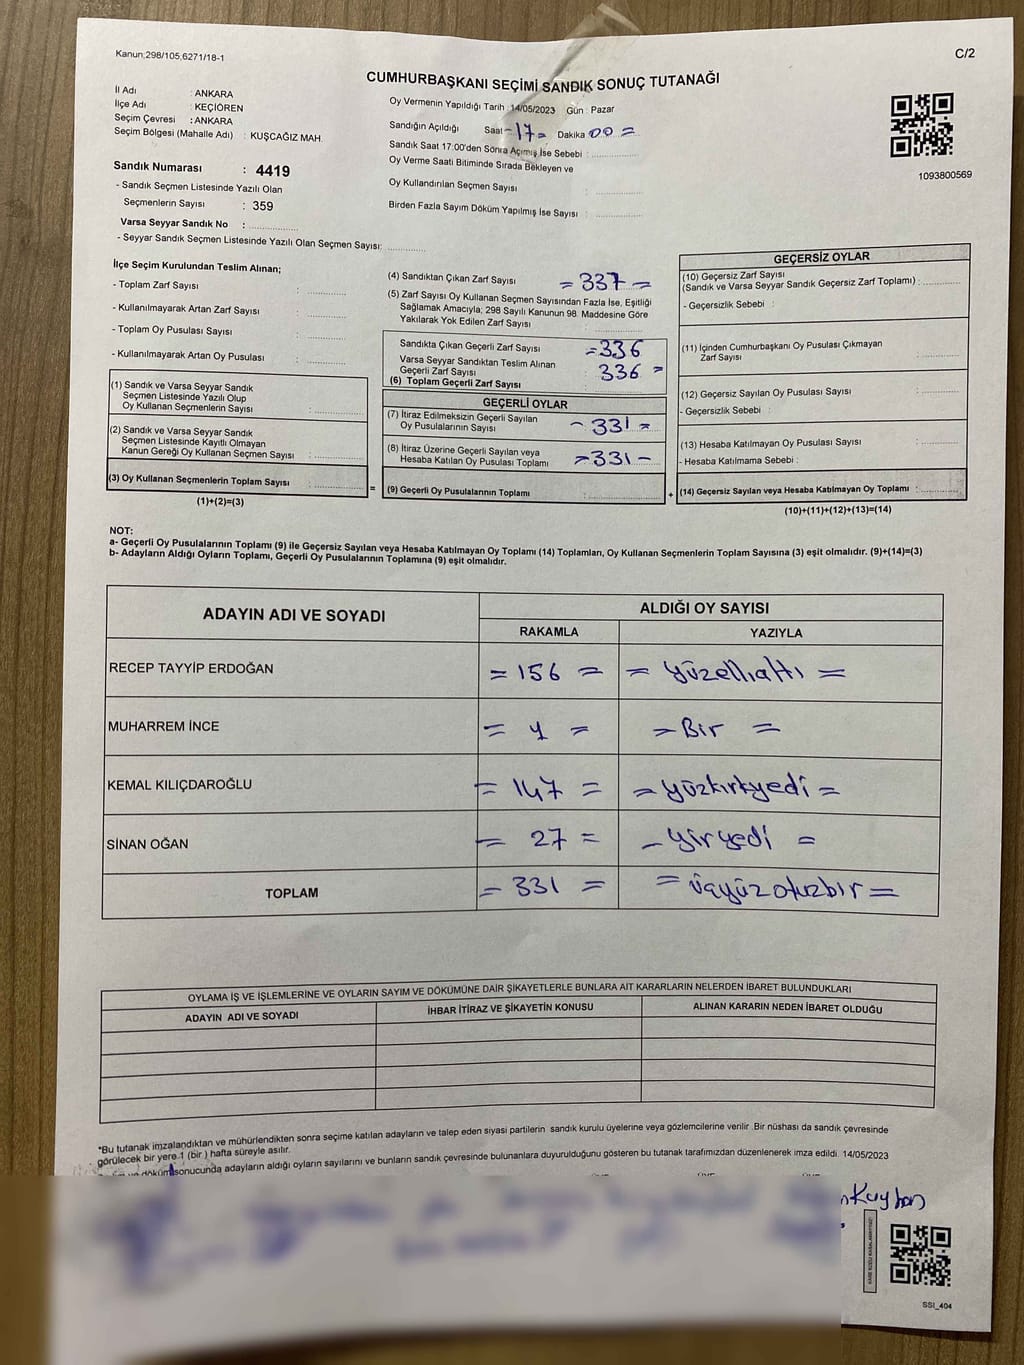 Kanun;298/105,6271/18-1
C/2
CUMHURBAŞKANI SEÇİMİ SANDIK SONUÇ TUTANAĞI
İl Adı : ANKARA
İlçe Adı : KEÇİÖREN
Seçim Çevresi : ANKARA
Seçim Bölgesi (Mahalle Adı) : KUŞCAĞIZ MAH.
Sandık Numarası : 4419
- Sandık Seçmen Listesinde Yazılı Olan
Seçmenlerin Sayısı : 359
Varsa Seyyar Sandık No :
- Seyyar Sandık Seçmen Listesinde Yazılı Olan Seçmen Sayısı:
Oy Vermenin Yapıldığı Tarih : 14/05/2023 Gün : Pazar
Sandığın Açıldığı Saat - 17 = Dakika 00 =
Sandık Saat 17:00'den Sonra Açımış İse Sebebi :
Oy Verme Saati Bitiminde Sırada Bekleyen ve
Oy Kullandırılan Seçmen Sayısı :
Birden Fazla Sayım Döküm Yapılmış İse Sayısı :
1093800569
İlçe Seçim Kurulundan Teslim Alınan;
- Toplam Zarf Sayısı :
- Kullanılmayarak Artan Zarf Sayısı :
- Toplam Oy Pusulası Sayısı :
- Kullanılmayarak Artan Oy Pusulası :
(1) Sandık ve Varsa Seyyar Sandık
Seçmen Listesinde Yazılı Olup
Oy Kullanan Seçmenlerin Sayısı :
(2) Sandık ve Varsa Seyyar Sandık
Seçmen Listesinde Kayıtlı Olmayan
Kanun Gereği Oy Kullanan Seçmen Sayısı :
(3) Oy Kullanan Seçmenlerin Toplam Sayısı :
(1)+(2)=(3)
(4) Sandıktan Çıkan Zarf Sayısı = 337 =
(5) Zarf Sayısı Oy Kullanan Seçmen Sayısından Fazla İse, Eşitliği
Sağlamak Amacıyla; 298 Sayılı Kanunun 98. Maddesine Göre
Yakılarak Yok Edilen Zarf Sayısı :
Sandıkta Çıkan Geçerli Zarf Sayısı =336
Varsa Seyyar Sandıktan Teslim Alınan
Geçerli Zarf Sayısı 336 =
(6) Toplam Geçerli Zarf Sayısı
GEÇERLİ OYLAR
(7) İtiraz Edilmeksizin Geçerli Sayılan
Oy Pusulalarının Sayısı - 331 =
(8) İtiraz Üzerine Geçerli Sayılan veya
Hesaba Katılan Oy Pusulası Toplamı =331-
= (9) Geçerli Oy Pusulalarının Toplamı :
GEÇERSİZ OYLAR
(10) Geçersiz Zarf Sayısı
(Sandık ve Varsa Seyyar Sandık Geçersiz Zarf Toplamı) :
- Geçersizlik Sebebi :
(11) İçinden Cumhurbaşkanı Oy Pusulası Çıkmayan
Zarf Sayısı :
(12) Geçersiz Sayılan Oy Pusulası Sayısı :
- Geçersizlik Sebebi :
(13) Hesaba Katılmayan Oy Pusulası Sayısı :
- Hesaba Katılmama Sebebi :
+ (14) Geçersiz Sayılan veya Hesaba Katılmayan Oy Toplamı :
(10)+(11)+(12)+(13)=(14)
NOT:
a- Geçerli Oy Pusulalarının Toplamı (9) ile Geçersiz Sayılan veya Hesaba Katılmayan Oy Toplamı (14) Toplamları, Oy Kullanan Seçmenlerin Toplam Sayısına (3) eşit olmalıdır. (9)+(14)=(3)
b- Adayların Aldığı Oyların Toplamı, Geçerli Oy Pusulalarının Toplamına (9) eşit olmalıdır.
ADAYIN ADI VE SOYADI
ALDIĞI OY SAYISI
RAKAMLA YAZIYLA
RECEP TAYYİP ERDOĞAN = 156 = = yüzellialtı =
MUHARREM İNCE = 1 = = Bir =
KEMAL KILIÇDAROĞLU = 147 = = yüzkırkyedi =
SİNAN OĞAN = 27 = - yiryedi =
TOPLAM = 331 = = üçyüzotuzbir =
OYLAMA İŞ VE İŞLEMLERİNE VE OYLARIN SAYIM VE DÖKÜMÜNE DAİR ŞİKAYETLERLE BUNLARA AİT KARARLARIN NELERDEN İBARET BULUNDUKLARI
ADAYIN ADI VE SOYADI İHBAR İTİRAZ VE ŞİKAYETİN KONUSU ALINAN KARARIN NEDEN İBARET OLDUĞU
*Bu tutanak imzalandıktan ve mühürlendikten sonra seçime katılan adayların ve talep eden siyasi partilerin sandık kurulu üyelerine veya gözlemcilerine verilir .Bir nüshası da sandık çevresinde
görülecek bir yere 1 (bir ) hafta süreyle asılır.
döküm sonucunda adayların aldığı oyların sayılarını ve bunların sandık çevresinde bulunanlara duyurulduğunu gösteren bu tutanak tarafımızdan düzenlenerek imza edildi. 14/05/2023
SSI_404